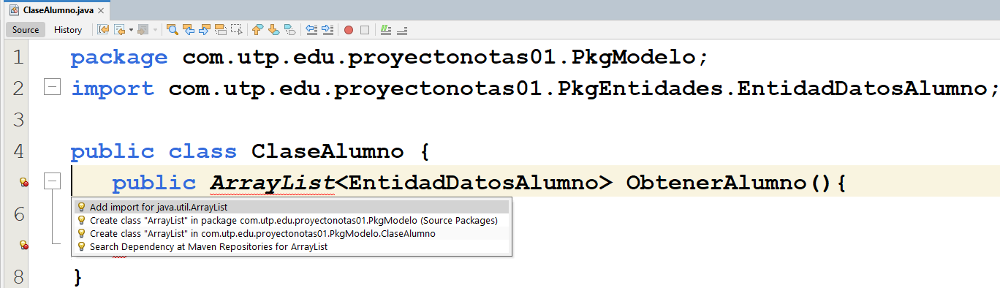 ClaseAlumno.java
Source History
1 package com.utp.edu.proyectonotas01.PkgModelo;
2 import com.utp.edu.proyectonotas01.PkgEntidades.EntidadDatosAlumno;
3
4 public class ClaseAlumno {
public ArrayList<EntidadDatosAlumno> ObtenerAlumno(){
Add import for java.util.ArrayList
6 Create class "ArrayList" in package com.utp.edu.proyectonotas01.PkgModelo (Source Packages)
Create class "ArrayList" in com.utp.edu.proyectonotas01.PkgModelo.ClaseAlumno
Search Dependency at Maven Repositories for ArrayList
8 }